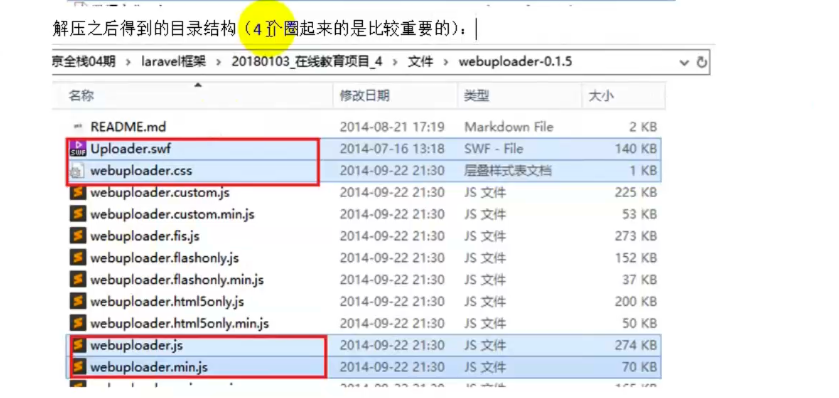 解压之后得到的目录结构（4个圈起来的是比较重要的）：
京全栈04期 › laravel框架 › 20180103_在线教育项目_4 › 文件 › webuploader-0.1.5
名称 修改日期 类型 大小
README.md 2014-08-21 17:19 Markdown File 2 KB
Uploader.swf 2014-07-16 13:18 SWF - File 140 KB
webuploader.css 2014-09-22 21:30 层叠样式表文档 1 KB
webuploader.custom.js 2014-09-22 21:30 JS 文件 225 KB
webuploader.custom.min.js 2014-09-22 21:30 JS 文件 53 KB
webuploader.fis.js 2014-09-22 21:30 JS 文件 273 KB
webuploader.flashonly.js 2014-09-22 21:30 JS 文件 152 KB
webuploader.flashonly.min.js 2014-09-22 21:30 JS 文件 37 KB
webuploader.html5only.js 2014-09-22 21:30 JS 文件 200 KB
webuploader.html5only.min.js 2014-09-22 21:30 JS 文件 50 KB
webuploader.js 2014-09-22 21:30 JS 文件 274 KB
webuploader.min.js 2014-09-22 21:30 JS 文件 70 KB